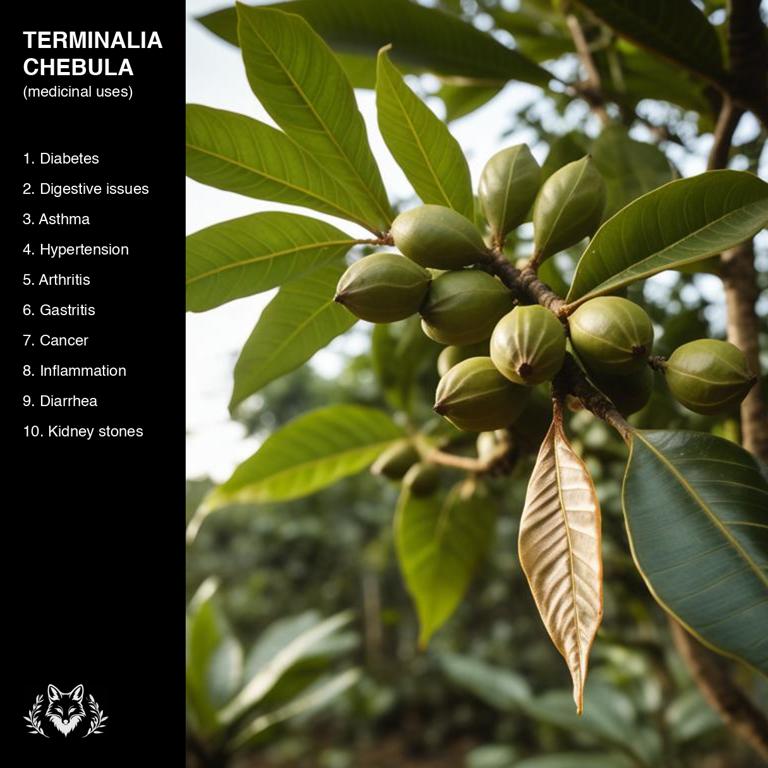 TERMINALIA
CHEBULA
(medicinal uses)
1. Diabetes
2. Digestive issues
3. Asthma
4. Hypertension
5. Arthritis
6. Gastritis
7. Cancer
8. Inflammation
9. Diarrhea
10. Kidney stones